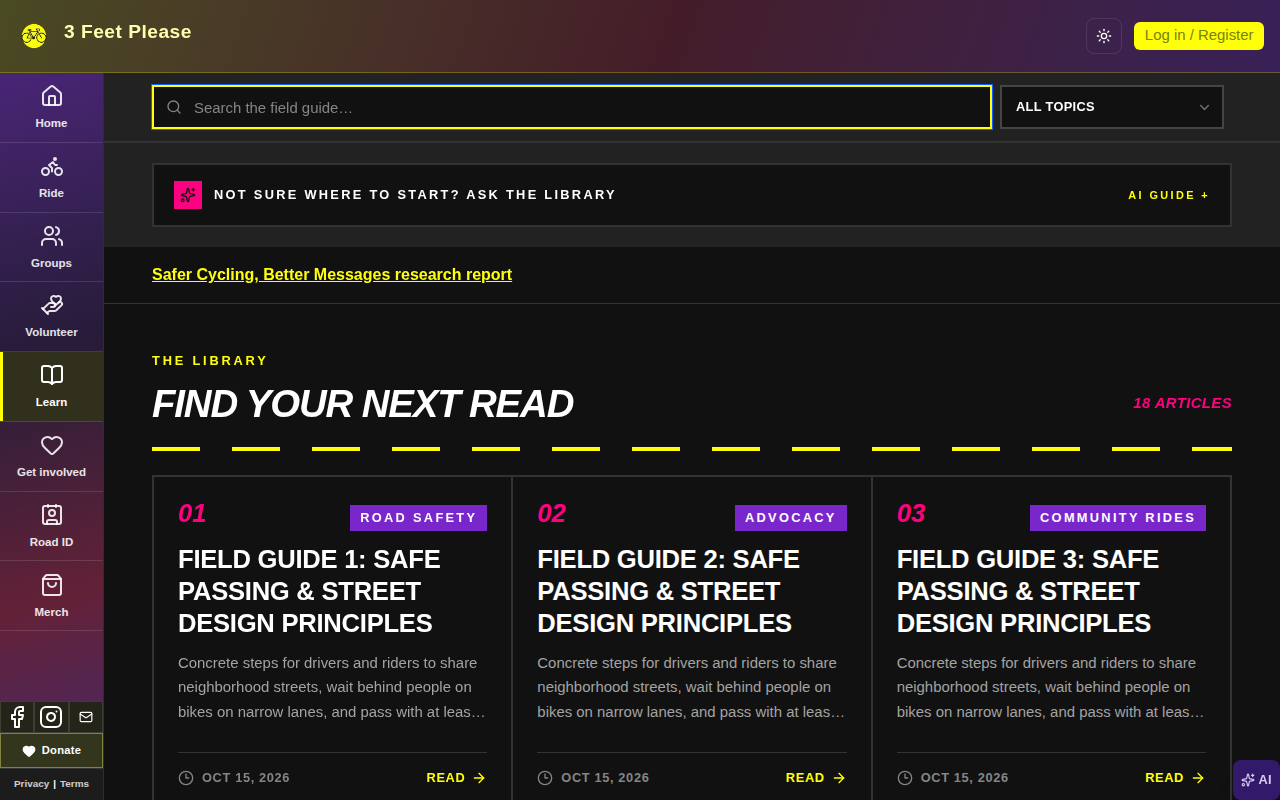 3 Feet Please
Log in / Register
Home
Ride
Groups
Volunteer
Learn
Get involved
Road ID
Merch
Donate
Privacy | Terms
Search the field guide…
ALL TOPICS
NOT SURE WHERE TO START? ASK THE LIBRARY
AI GUIDE +
Safer Cycling, Better Messages research report
THE LIBRARY
FIND YOUR NEXT READ
18 ARTICLES
01
ROAD SAFETY
FIELD GUIDE 1: SAFE
PASSING & STREET
DESIGN PRINCIPLES
Concrete steps for drivers and riders to share
neighborhood streets, wait behind people on
bikes on narrow lanes, and pass with at leas…
OCT 15, 2026
READ
02
ADVOCACY
FIELD GUIDE 2: SAFE
PASSING & STREET
DESIGN PRINCIPLES
Concrete steps for drivers and riders to share
neighborhood streets, wait behind people on
bikes on narrow lanes, and pass with at leas…
OCT 15, 2026
READ
03
COMMUNITY RIDES
FIELD GUIDE 3: SAFE
PASSING & STREET
DESIGN PRINCIPLES
Concrete steps for drivers and riders to share
neighborhood streets, wait behind people on
bikes on narrow lanes, and pass with at leas…
OCT 15, 2026
READ
AI